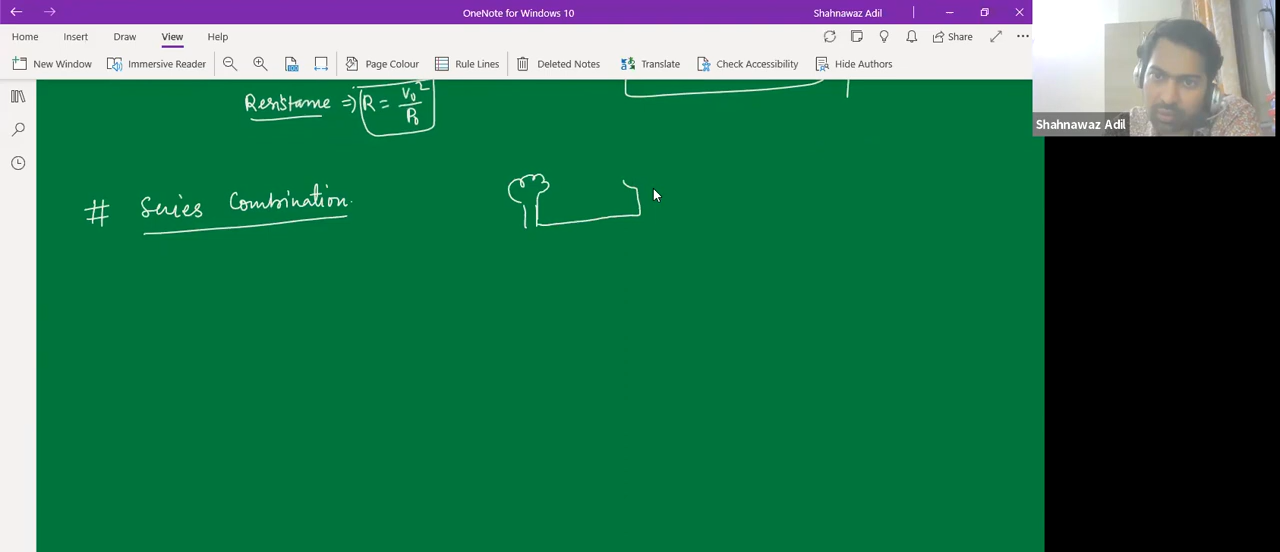 OneNote for Windows 10
Shahnawaz Adil
Home Insert Draw View Help
Share
New Window Immersive Reader Page Colour Rule Lines Deleted Notes Translate Check Accessibility Hide Authors
Shahnawaz Adil
Resistance => R = V₀²/P₀
# Series Combination.